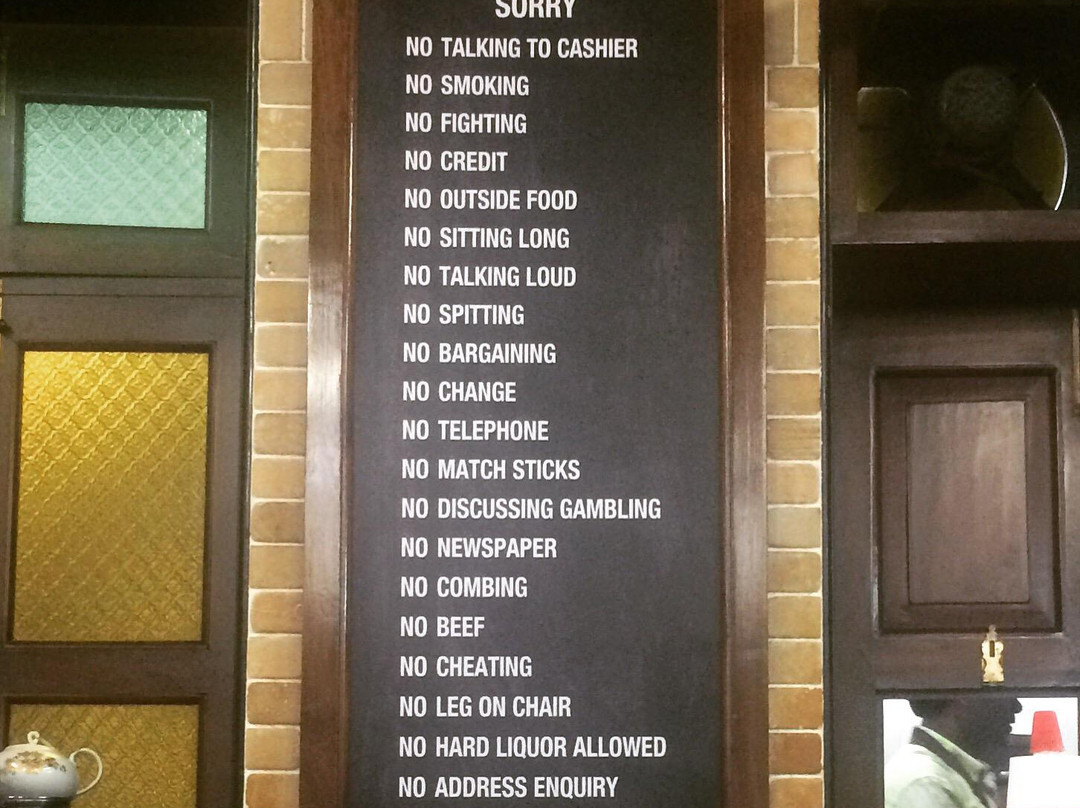 SORRY
NO TALKING TO CASHIER
NO SMOKING
NO FIGHTING
NO CREDIT
NO OUTSIDE FOOD
NO SITTING LONG
NO TALKING LOUD
NO SPITTING
NO BARGAINING
NO CHANGE
NO TELEPHONE
NO MATCH STICKS
NO DISCUSSING GAMBLING
NO NEWSPAPER
NO COMBING
NO BEEF
NO CHEATING
NO LEG ON CHAIR
NO HARD LIQUOR ALLOWED
NO ADDRESS ENQUIRY